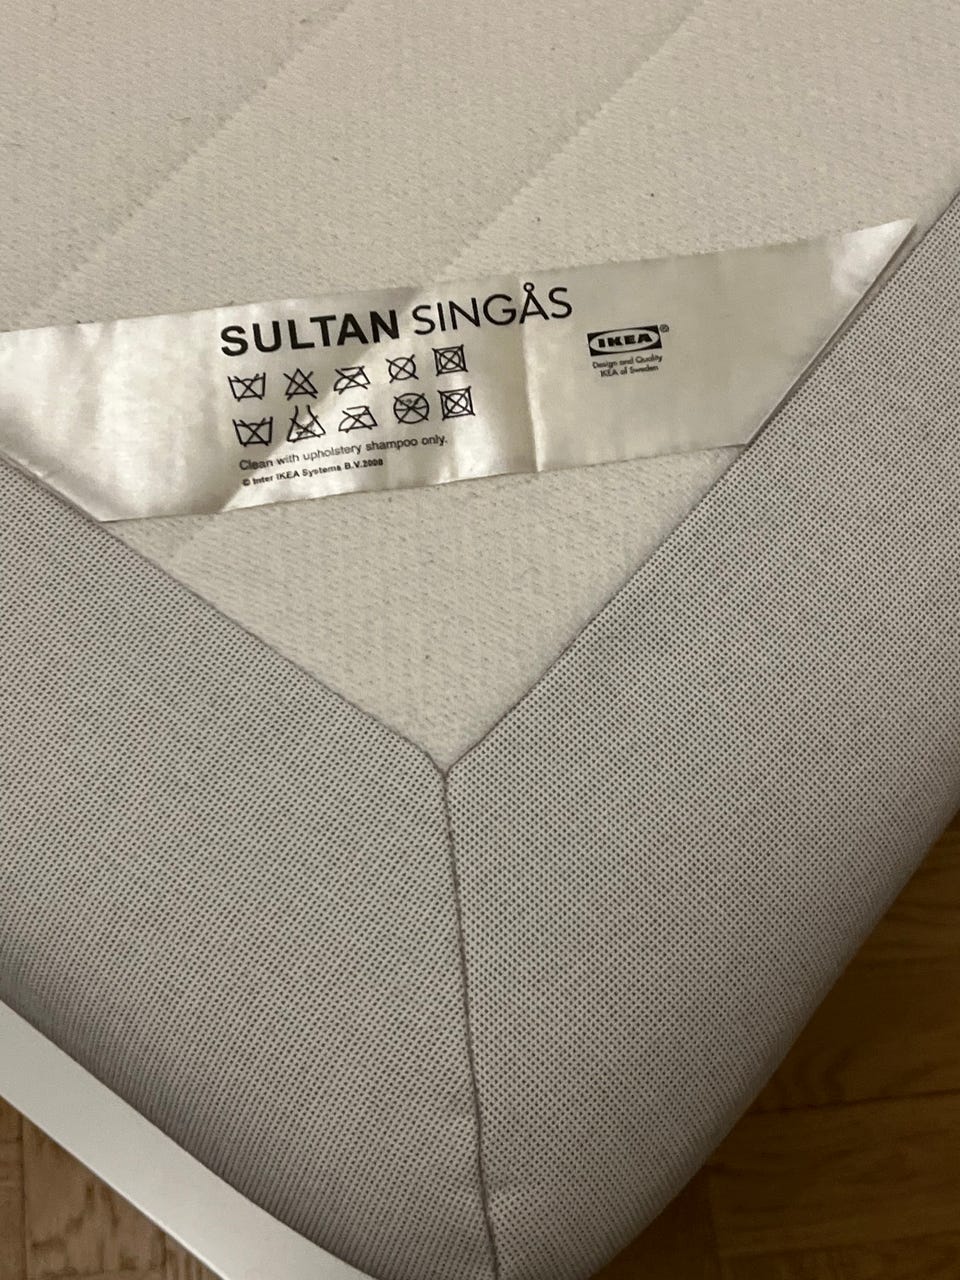 SULTAN SINGÅS
IKEA®
Design and Quality
IKEA of Sweden
Clean with upholstery shampoo only.
© Inter IKEA Systems B.V.2008